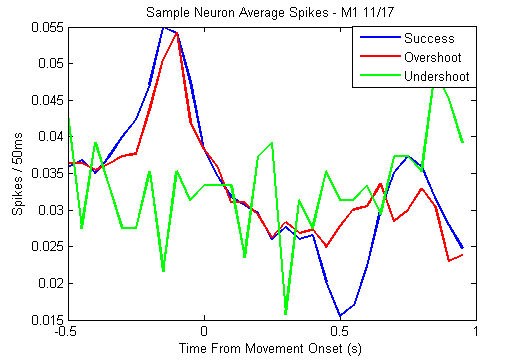 Sample Neuron Average Spikes - M1 11/17
0.055
0.05
0.045
0.04
0.035
0.03
0.025
0.02
0.015
Spikes / 50ms
Success
Overshoot
Undershoot
-0.5
0
0.5
1
Time From Movement Onset (s)